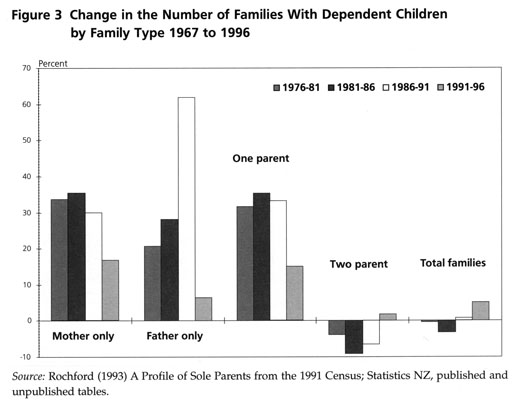 Figure 3 Change in the Number of Families With Dependent Children
by Family Type 1967 to 1996
Percent
70
60
50
40
30
20
10
0
-10
1976-81
1981-86
1986-91
1991-96
One parent
Two parent
Total families
Mother only
Father only
Source: Rochford (1993) A Profile of Sole Parents from the 1991 Census; Statistics NZ, published and
unpublished tables.